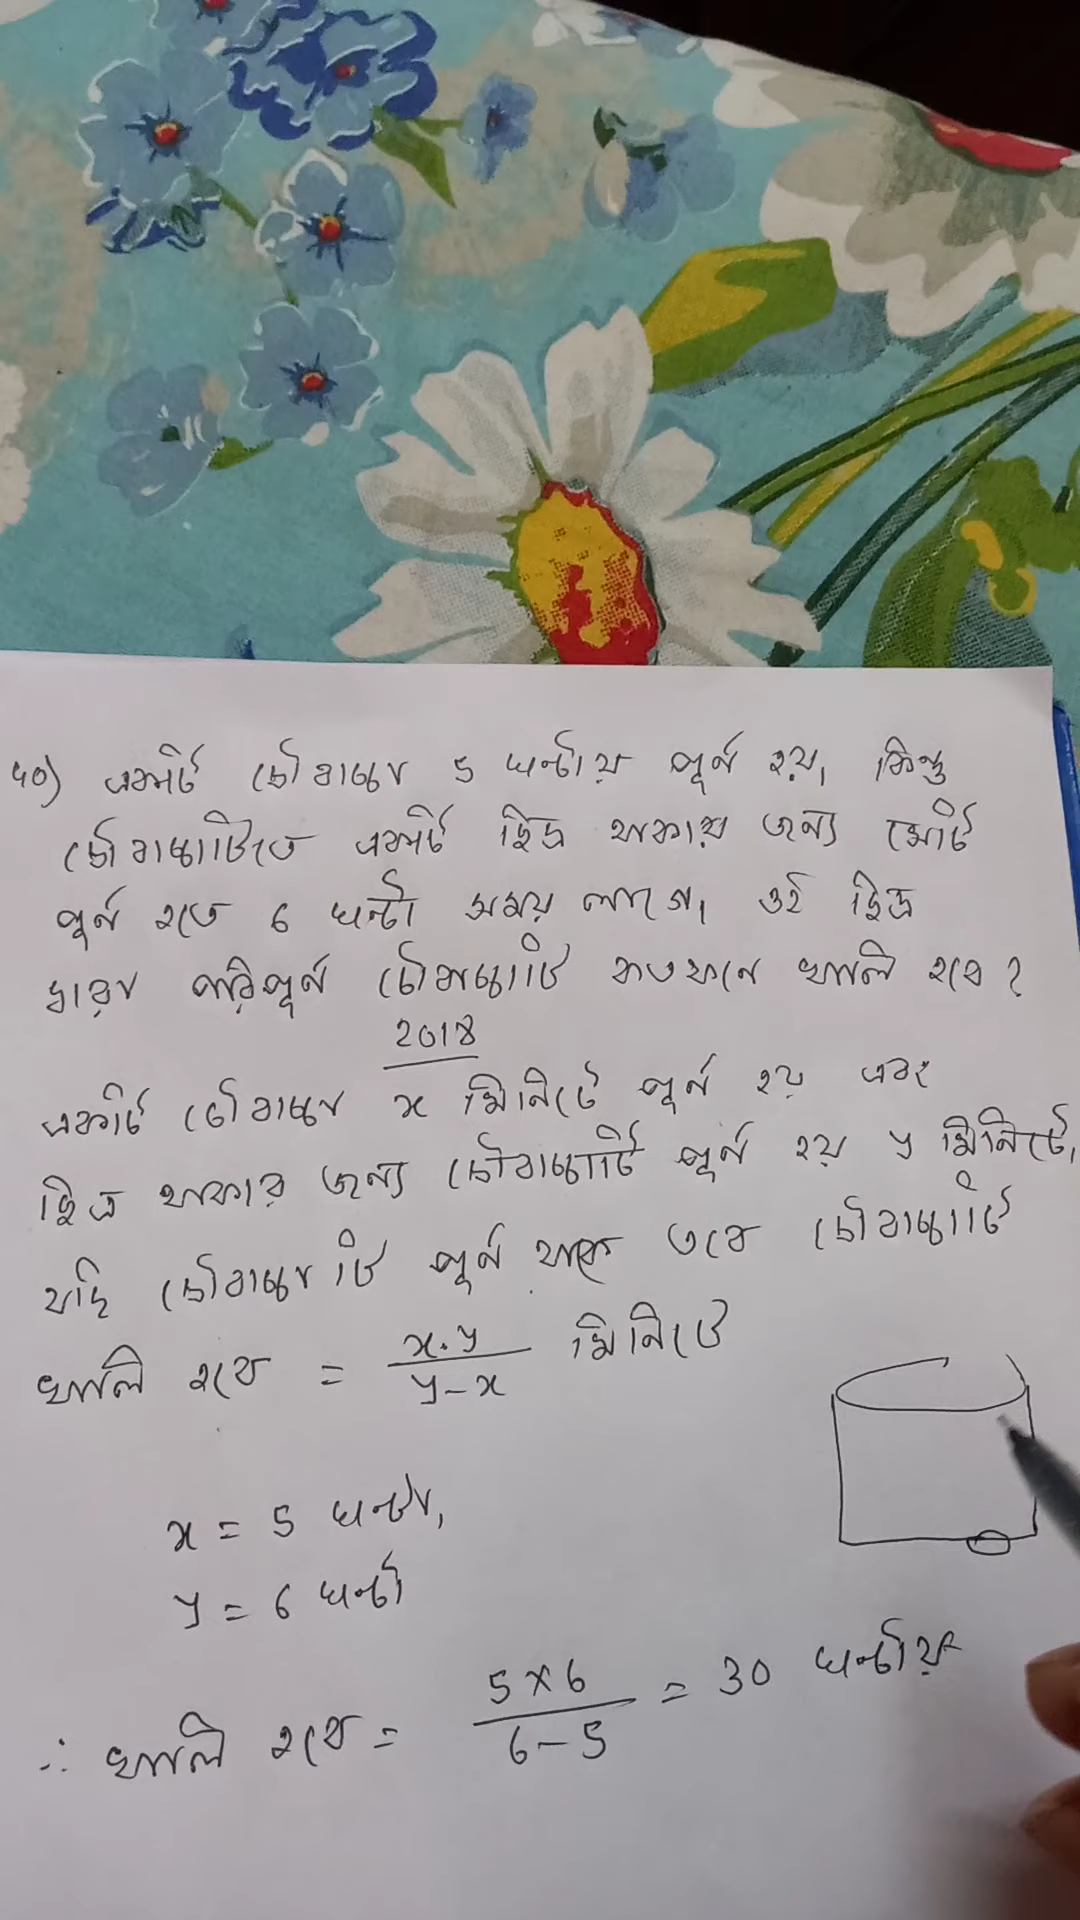 50) একটি চৌবাচ্চা 5 ঘন্টায় পূর্ন হয়, কিন্তু
চৌবাচ্চাটিতে একটি ছিদ্র থাকায় জন্য মোট
পূর্ন হতে 6 ঘন্টা সময় লাগে, ওই ছিদ্র
দ্বারা পরিপূর্ন চৌবাচ্চাটি কতক্ষনে খালি হবে ?
2018
একটি চৌবাচ্চা x মিনিটে পূর্ন হয় এবং
ছিদ্র থাকার জন্য চৌবাচ্চাটি পূর্ন হয় y মিনিটে,
যদি চৌবাচ্চা টি পূর্ন থাকে তবে চৌবাচ্চাটি
খালি হবে = x.y / y-x মিনিটে
x = 5 ঘন্টা,
y = 6 ঘন্টা
∴ খালি হবে = 5×6 / 6-5 = 30 ঘন্টায়